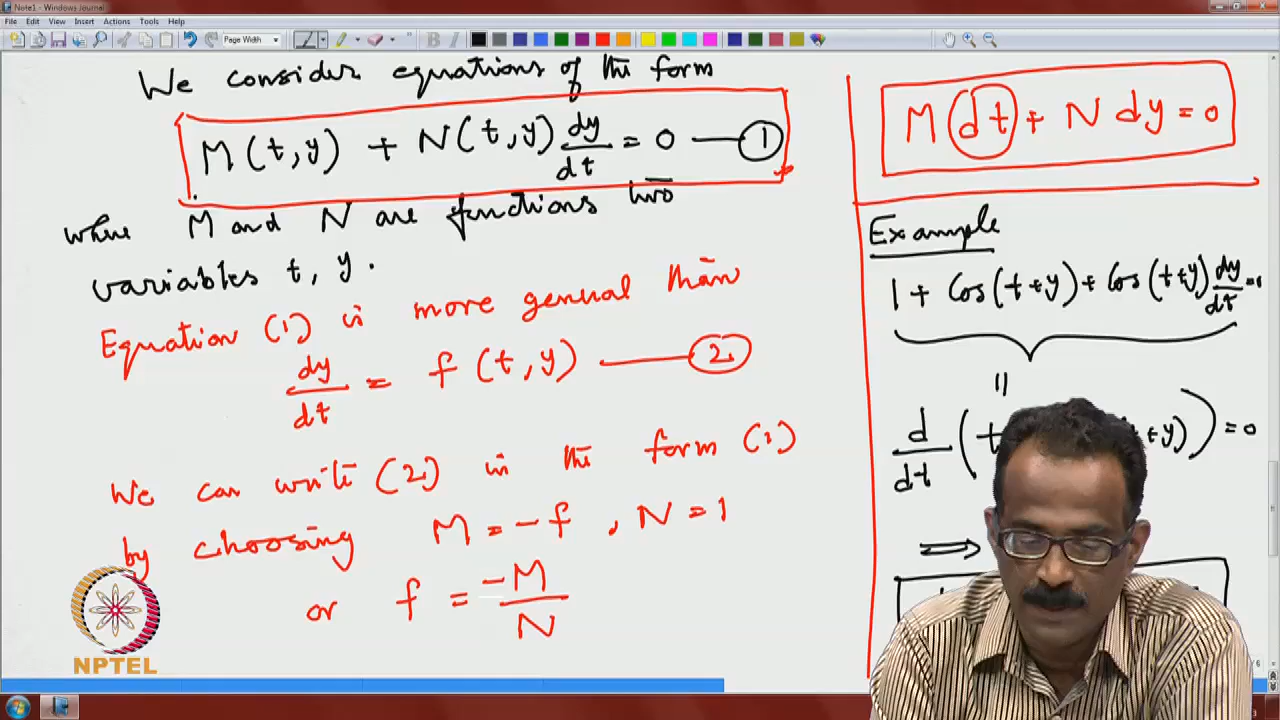 Note1 - Windows Journal
File Edit View Insert Actions Tools Help
Page Width
We consider equations of the form
M(t,y) + N(t,y) dy/dt = 0 — 1
where M and N are functions two
variables t, y.
Equation (1) is more general than
dy/dt = f(t,y) — 2
We can write (2) in the form (1)
by choosing M = -f, N = 1
or f = -M/N
NPTEL
M dt + N dy = 0
Example
1 + Cos(t+y) + Cos(t+y) dy/dt = 0
||
d/dt (t +y)) = 0
⟹